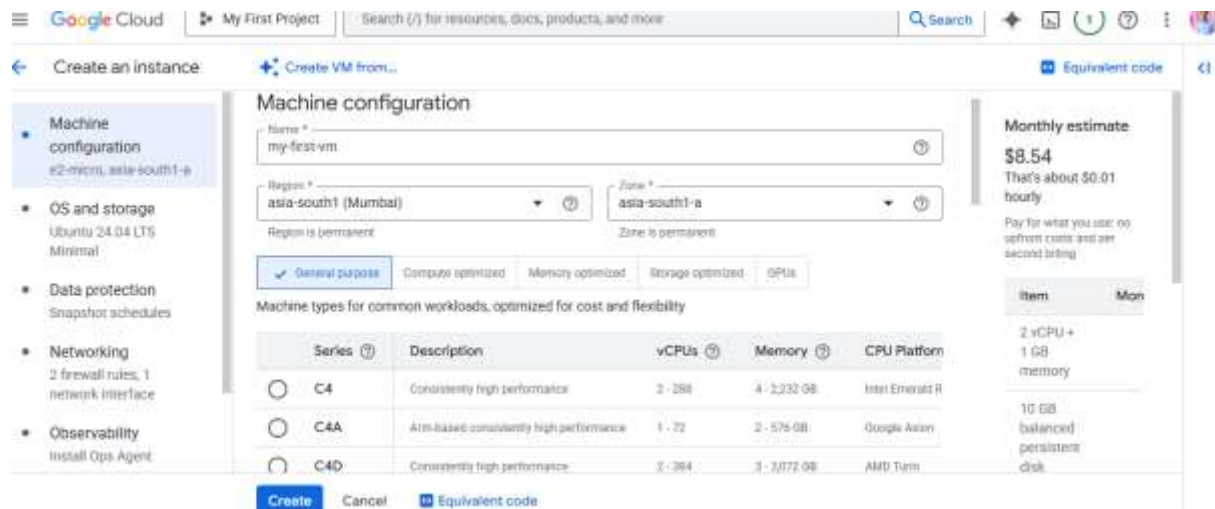 Google Cloud
My First Project
Search (/) for resources, docs, products, and more
Search
1
Create an instance
Create VM from...
Equivalent code
Machine configuration
e2-micro, asia-south1-a
OS and storage
Ubuntu 24.04 LTS Minimal
Data protection
Snapshot schedules
Networking
2 firewall rules, 1 network interface
Observability
Install Ops Agent
Machine configuration
Name *
my-first-vm
Region *
asia-south1 (Mumbai)
Region is permanent
Zone *
asia-south1-a
Zone is permanent
General purpose
Compute optimized
Memory optimized
Storage optimized
GPUs
Machine types for common workloads, optimized for cost and flexibility
Series Description vCPUs Memory CPU Platform
C4 Consistently high performance 2 - 288 4 - 2,232 GB Intel Emerald R
C4A Arm-based consistently high performance 1 - 72 2 - 576 GB Google Axion
C4D Consistently high performance 2 - 384 3 - 3,072 GB AMD Turin
Create
Cancel
Equivalent code
Monthly estimate
$8.54
That's about $0.01
hourly
Pay for what you use: no
upfront costs and per
second billing
Item Mon
2 vCPU +
1 GB
memory
10 GB
balanced
persistent
disk